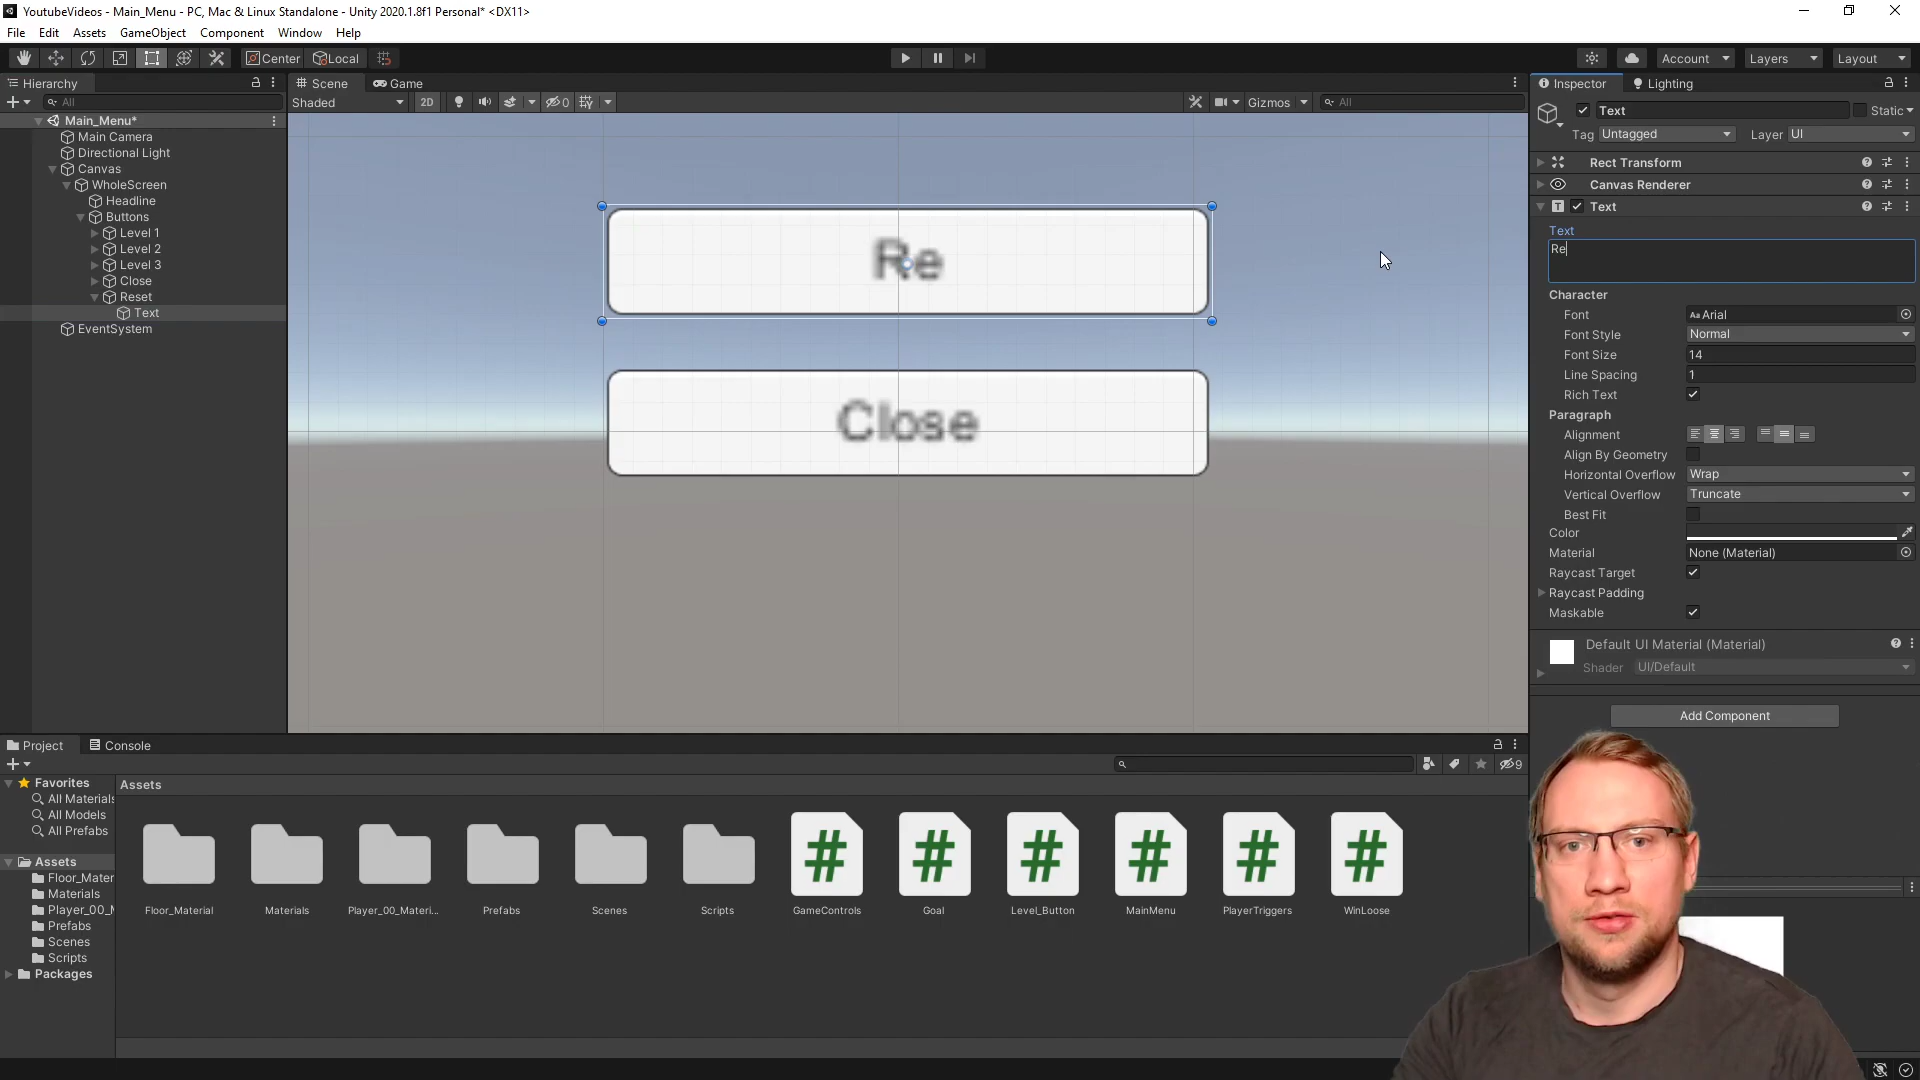 YoutubeVideos - Main_Menu - PC, Mac & Linux Standalone - Unity 2020.1.8f1 Personal* <DX11>
File Edit Assets GameObject Component Window Help
Center Local
Account Layers Layout
Hierarchy
All
Main_Menu*
Main Camera
Directional Light
Canvas
WholeScreen
Headline
Buttons
Level 1
Level 2
Level 3
Close
Reset
Text
EventSystem
Scene Game
Shaded 2D 0 Gizmos All
Re
Close
Inspector Lighting
Text Static
Tag Untagged Layer UI
Rect Transform
Canvas Renderer
Text
Text
Re
Character
Font Arial
Font Style Normal
Font Size 14
Line Spacing 1
Rich Text
Paragraph
Alignment
Align By Geometry
Horizontal Overflow Wrap
Vertical Overflow Truncate
Best Fit
Color
Material None (Material)
Raycast Target
Raycast Padding
Maskable
Default UI Material (Material)
Shader UI/Default
Add Component
Project Console
9
Favorites
All Materials
All Models
All Prefabs
Assets
Floor_Mater
Materials
Player_00_M
Prefabs
Scenes
Scripts
Packages
Assets
Floor_Material Materials Player_00_Materi... Prefabs Scenes Scripts GameControls Goal Level_Button MainMenu PlayerTriggers WinLoose